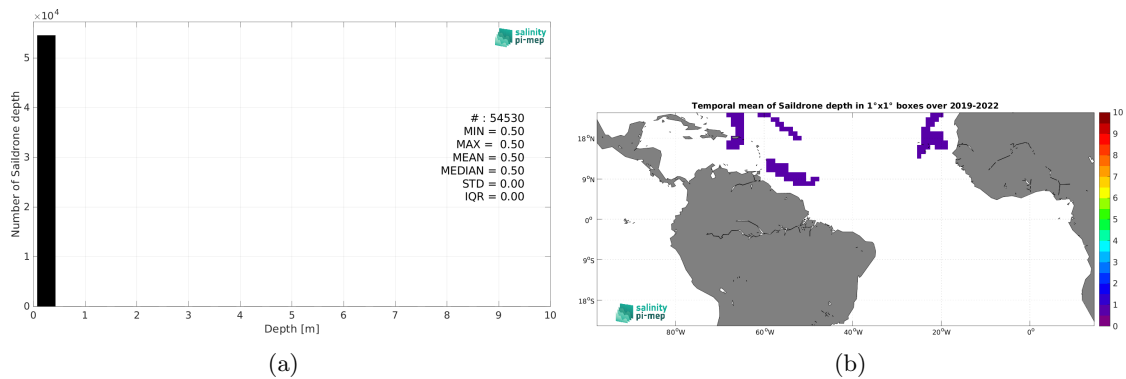 ×10⁴
5
4
3
2
1
0
Number of Saildrone depth
salinity
pi-mep
# : 54530
MIN = 0.50
MAX = 0.50
MEAN = 0.50
MEDIAN = 0.50
STD = 0.00
IQR = 0.00
0 1 2 3 4 5 6 7 8 9 10
Depth [m]
(a)
Temporal mean of Saildrone depth in 1°x1° boxes over 2019-2022
18°N
9°N
0°
9°S
18°S
salinity
pi-mep
80°W 60°W 40°W 20°W 0°
10
9
8
7
6
5
4
3
2
1
0
(b)